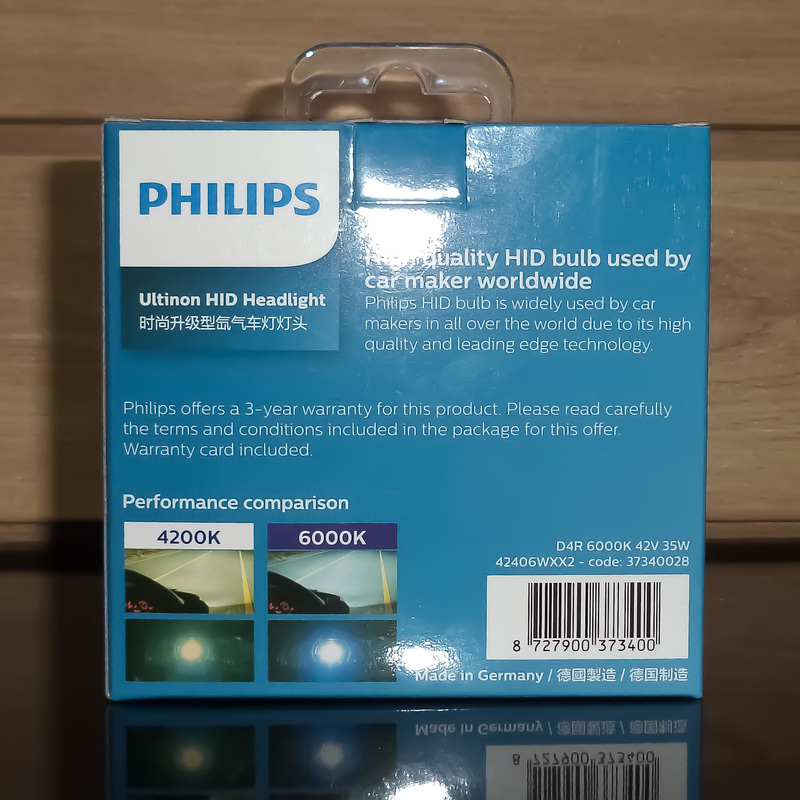 PHILIPS
Ultinon HID Headlight
时尚升级型氙气车灯灯头
High quality HID bulb used by
car maker worldwide
Philips HID bulb is widely used by car
makers in all over the world due to its high
quality and leading edge technology.
Philips offers a 3-year warranty for this product. Please read carefully
the terms and conditions included in the package for this offer.
Warranty card included.
Performance comparison
4200K
6000K
D4R 6000K 42V 35W
42406WXX2 - code: 37340028
8 727900 373400
Made in Germany / 德國製造 / 德国制造